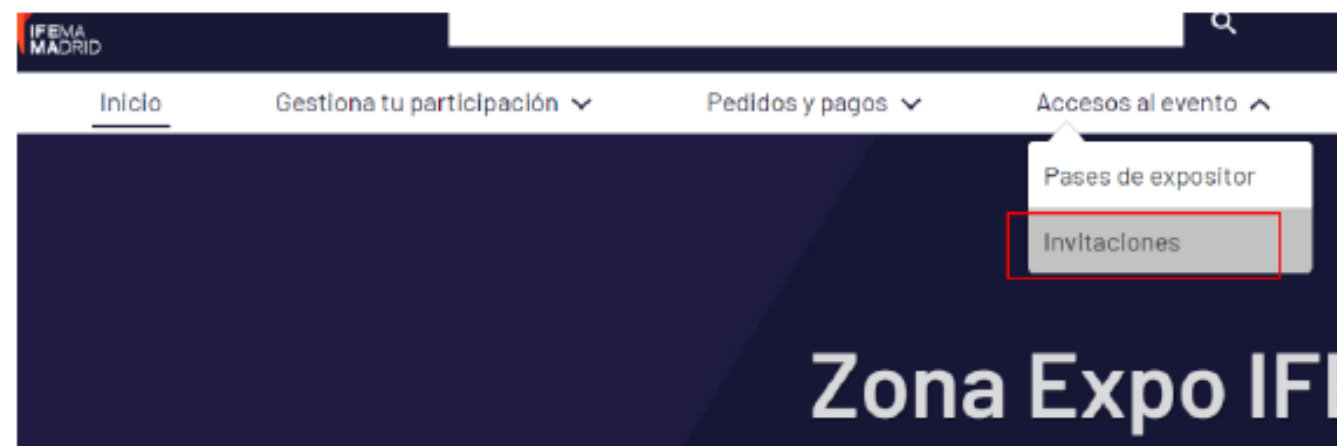 IFEMA
MADRID
Inicio Gestiona tu participación Pedidos y pagos Accesos al evento
Pases de expositor
Invitaciones
Zona Expo IF